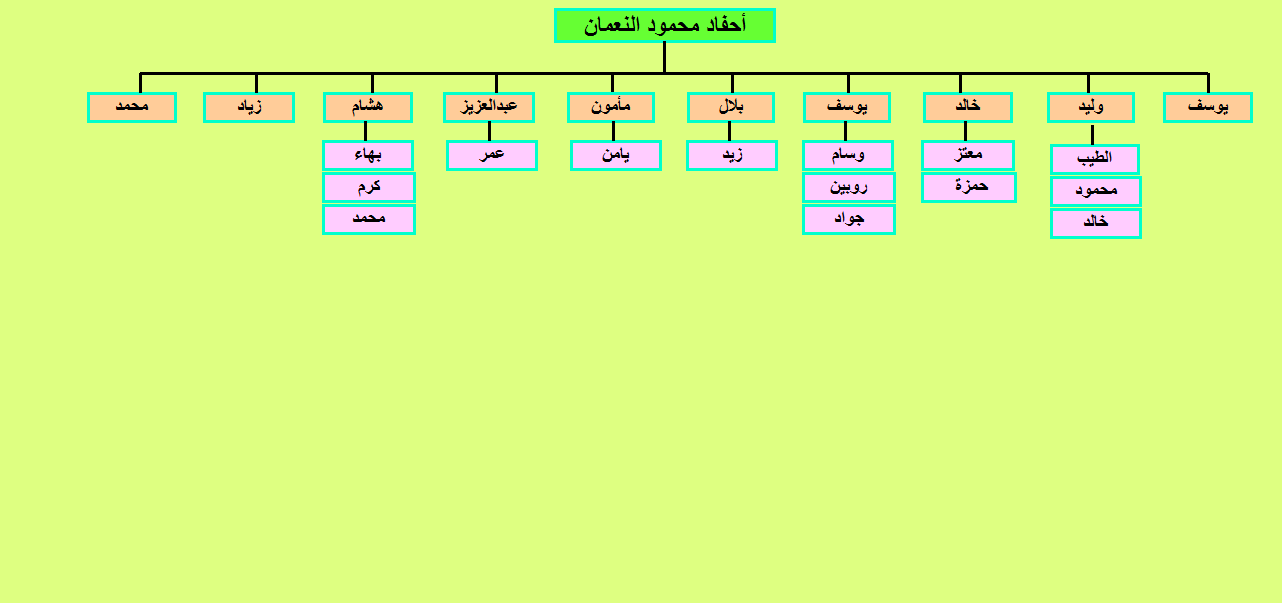 أحفاد محمود النعمان
يوسف
وليد
خالد
يوسف
بلال
مأمون
عبدالعزيز
هشام
زياد
محمد
الطيب
معتز
وسام
زيد
يامن
عمر
بهاء
محمود
حمزة
روبين
كرم
خالد
جواد
محمد